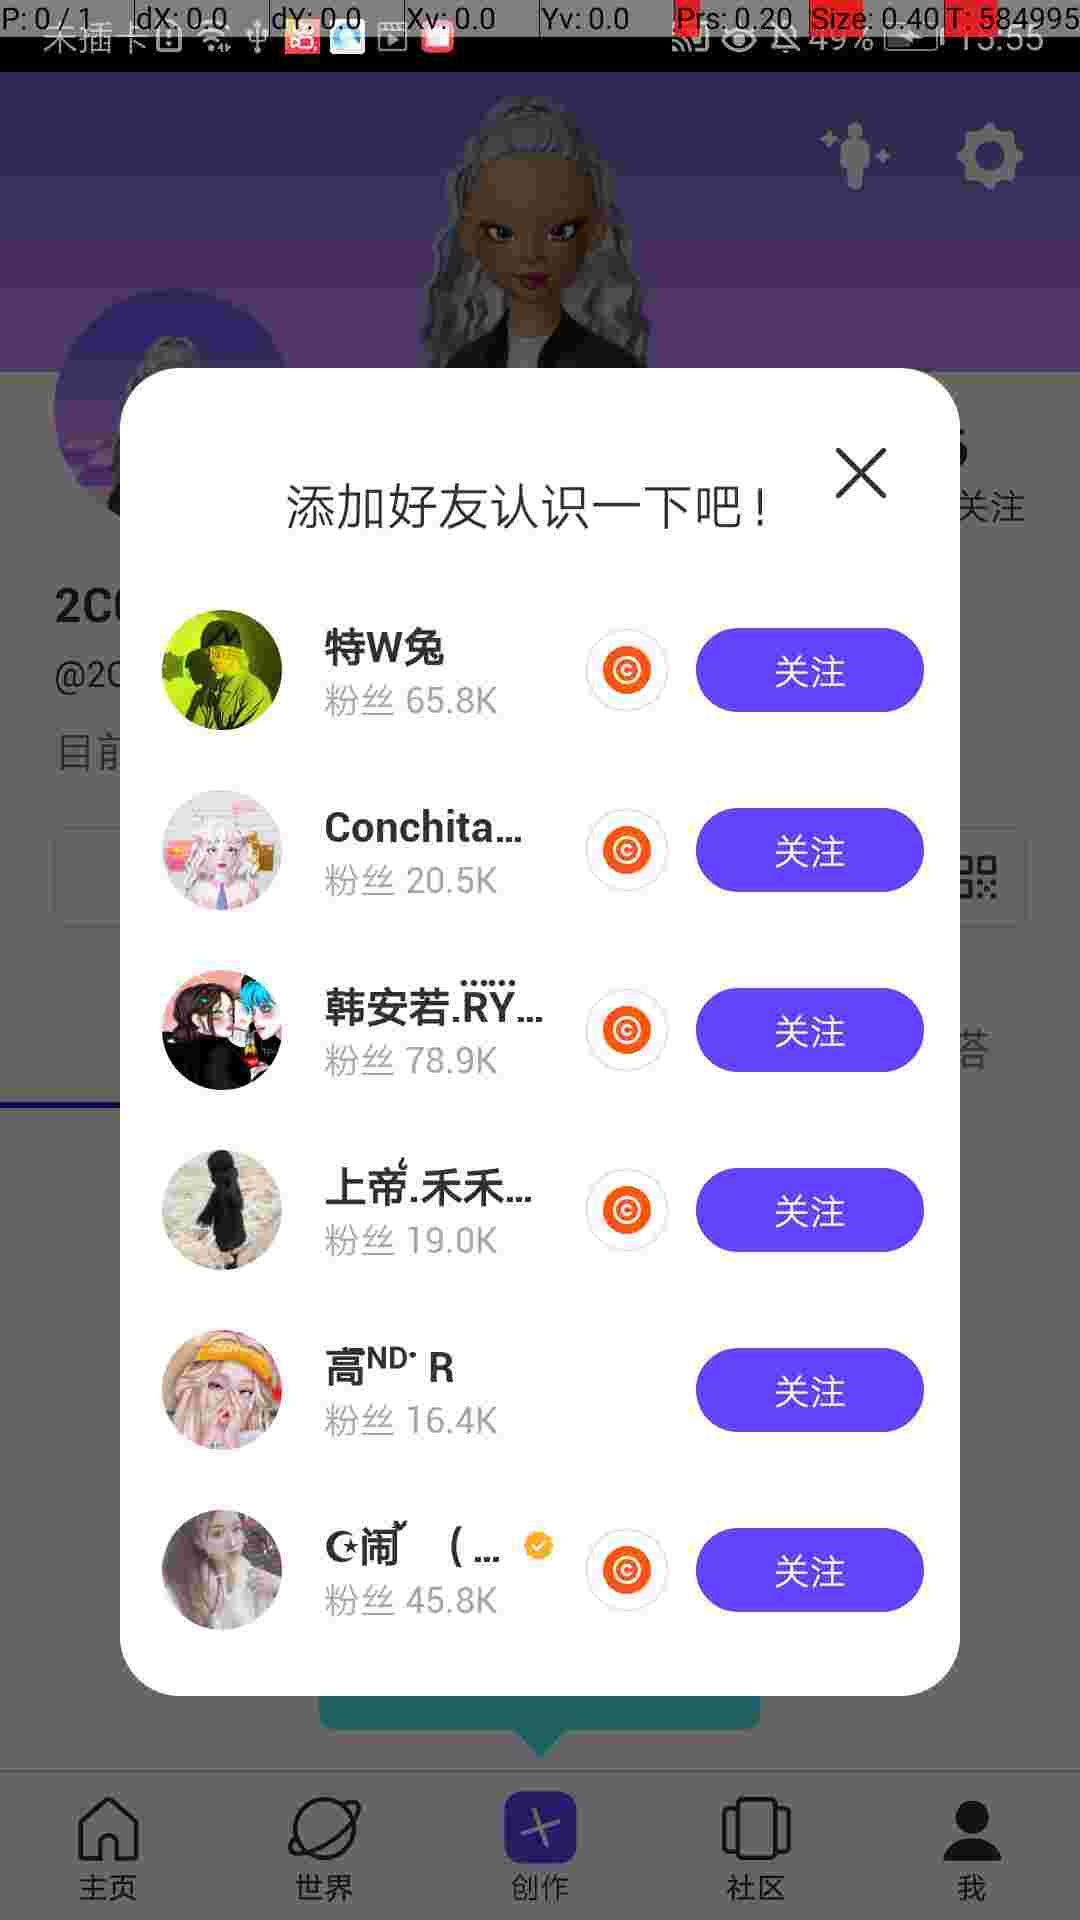 P: 0 / 1 dX: 0.0 dY: 0.0 Xv: 0.0 Yv: 0.0 Prs: 0.20 Size: 0.40 T: 584995
未插卡 49% 15:55
添加好友认识一下吧！
关注
2C
@2C
目前
特W兔
粉丝 65.8K
关注
Conchita...
粉丝 20.5K
关注
韩安若.RY...
粉丝 78.9K
关注
上帝.禾禾...
粉丝 19.0K
关注
高ᴺᴰ· R
粉丝 16.4K
关注
☪闹 ( ...
粉丝 45.8K
关注
主页 世界 创作 社区 我